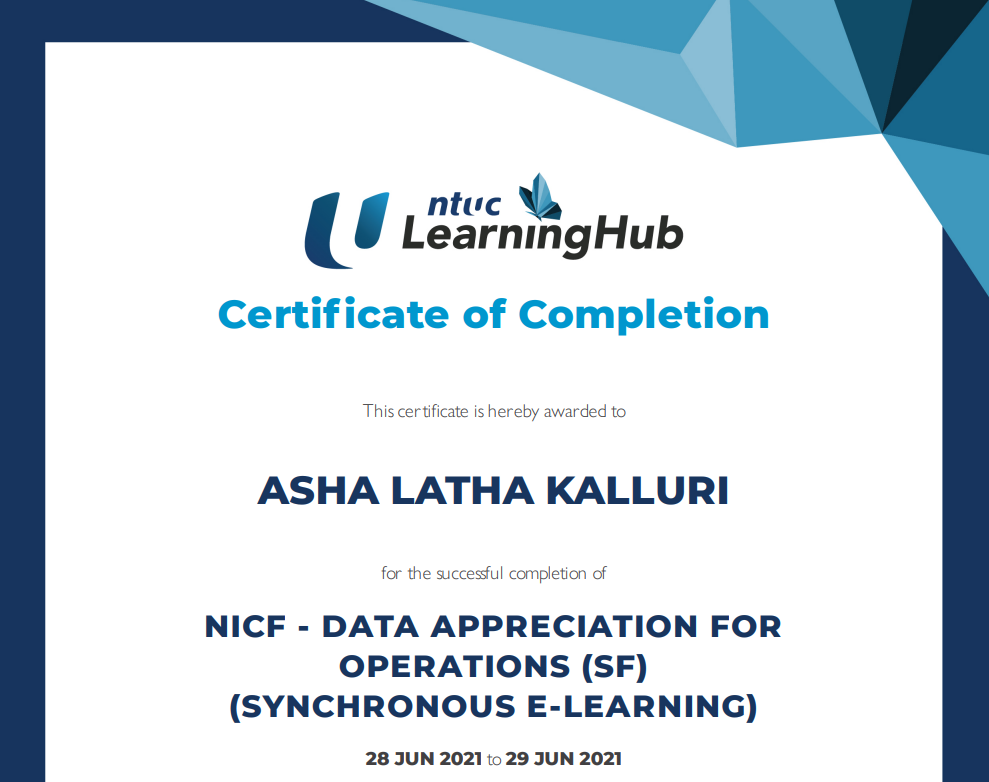 ntuc
LearningHub
Certificate of Completion
This certificate is hereby awarded to
ASHA LATHA KALLURI
for the successful completion of
NICF - DATA APPRECIATION FOR
OPERATIONS (SF)
(SYNCHRONOUS E-LEARNING)
28 JUN 2021 to 29 JUN 2021